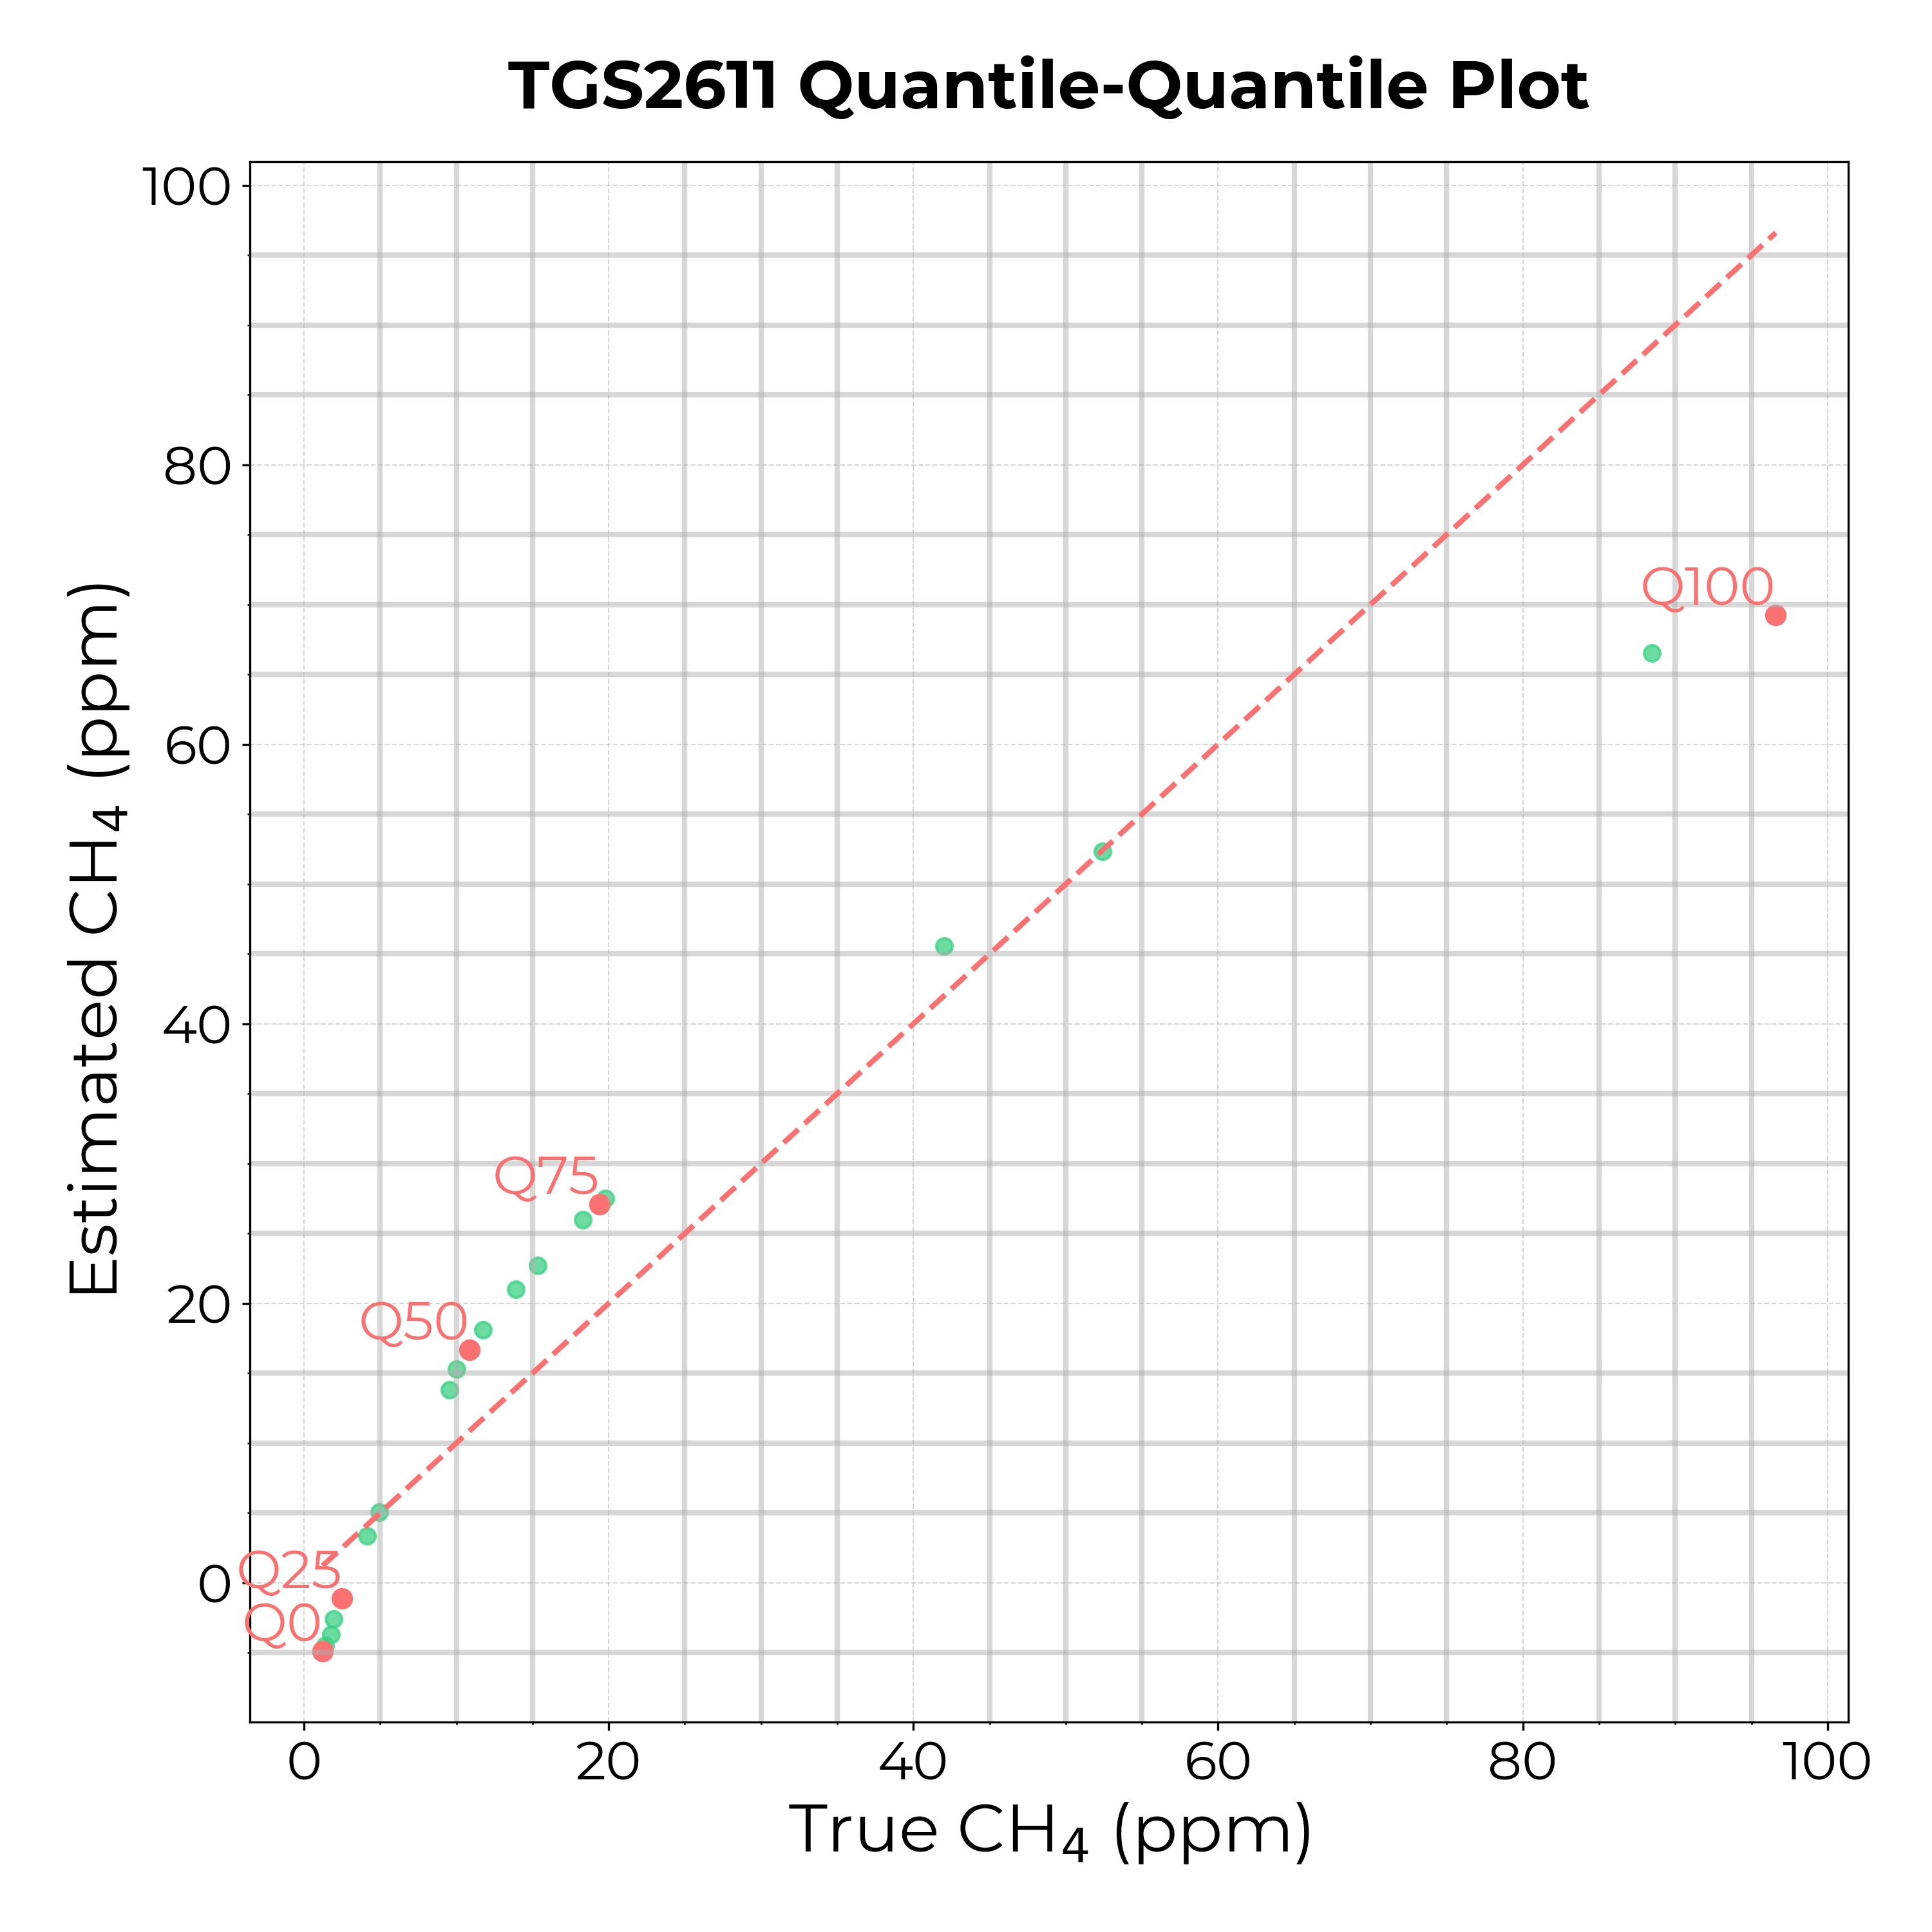 TGS2611 Quantile-Quantile Plot
100
80
60
40
20
0
Estimated CH₄ (ppm)
Q100
Q75
Q50
Q25
Q0
0 20 40 60 80 100
True CH₄ (ppm)